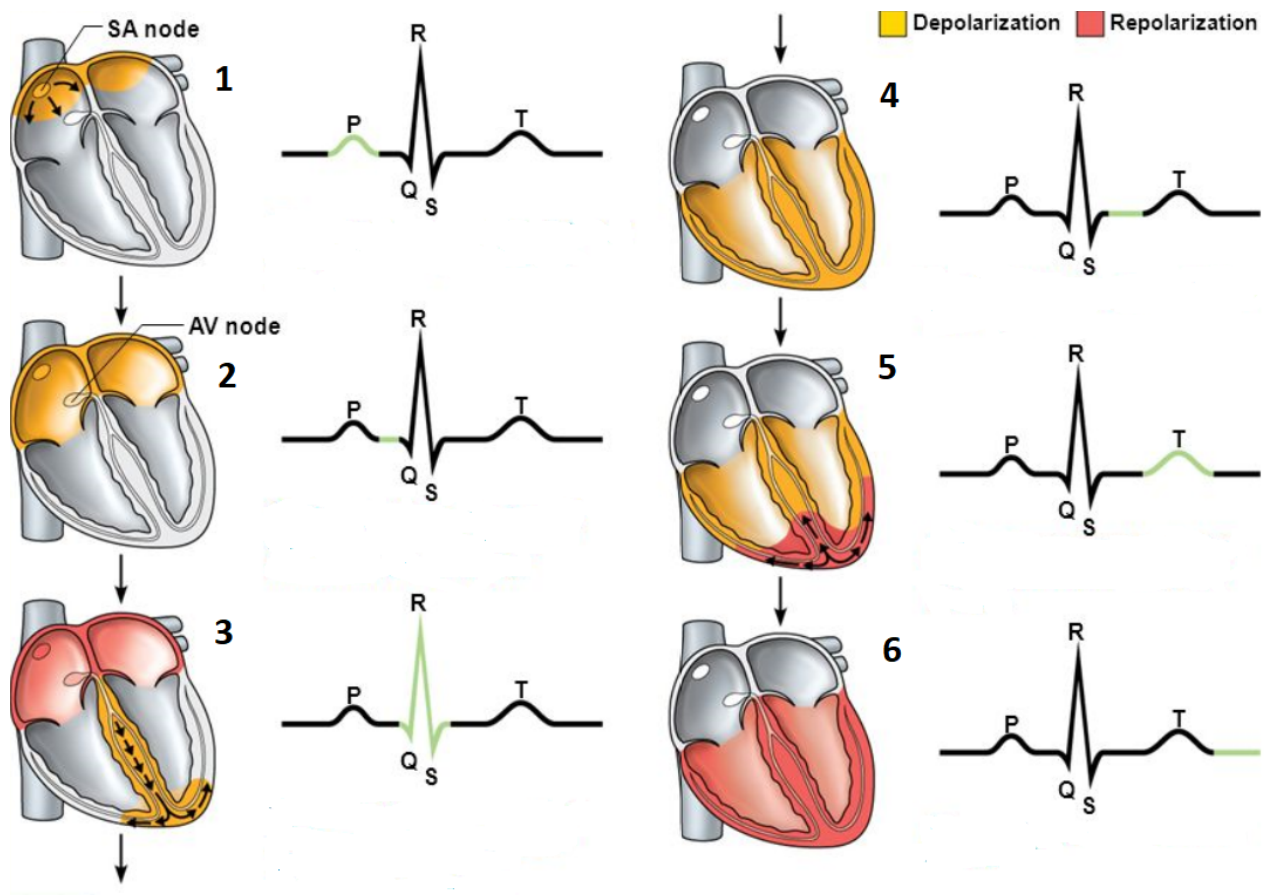 SA node
1
R
P
T
Q
S
AV node
2
R
P
T
Q
S
3
R
P
T
Q
S
Depolarization
Repolarization
4
R
P
T
Q
S
5
R
P
T
Q
S
6
R
P
T
Q
S